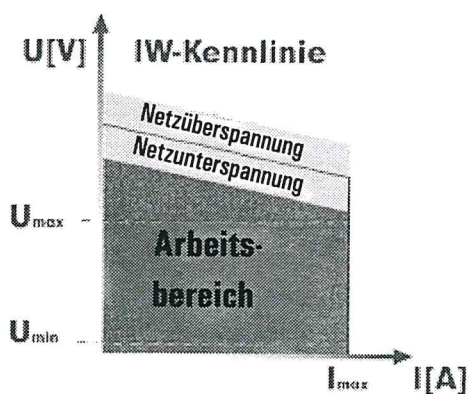 U[V] IW-Kennlinie
Netzüberspannung
Netzunterspannung
Umax
Arbeits-
bereich
Umin
Imax I[A]